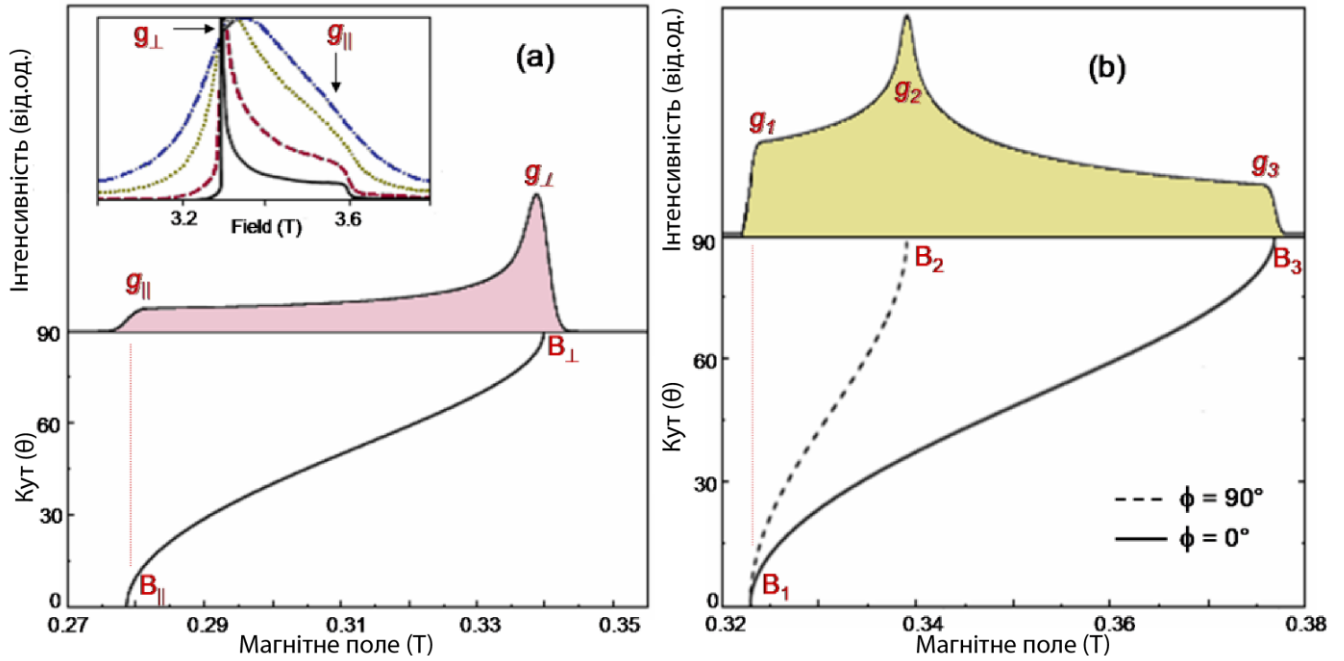 (a)
g⊥
g||
3.2
3.6
Field (T)
g||
g⊥
Інтенсивність (від.од.)
90
60
30
0
Кут (θ)
B⊥
B||
0.27
0.29
0.31
0.33
0.35
Магнітне поле (T)
(b)
g1
g2
g3
Інтенсивність (від.од.)
90
60
30
0
Кут (θ)
B2
B3
B1
ϕ = 90°
ϕ = 0°
0.32
0.34
0.36
0.38
Магнітне поле (T)